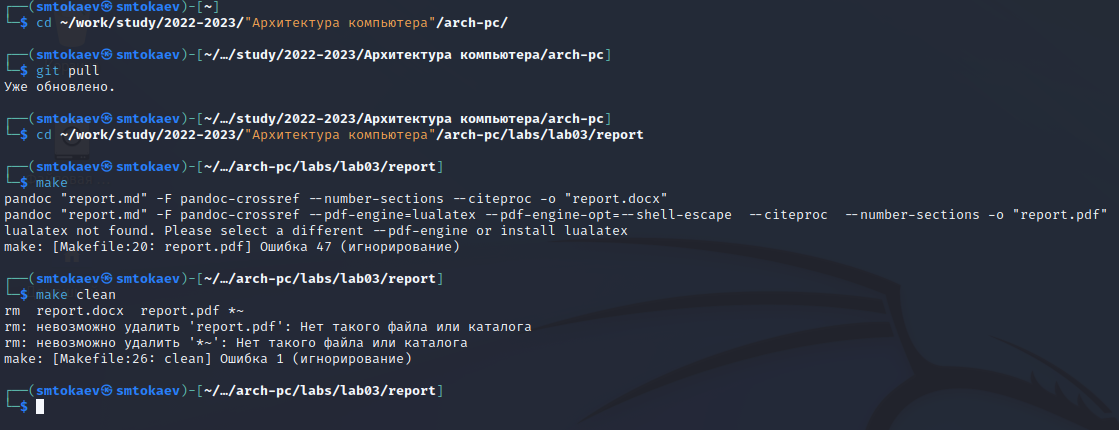 ┌──(smtokaev㉿smtokaev)-[~]
└─$ cd ~/work/study/2022-2023/"Архитектура компьютера"/arch-pc/
┌──(smtokaev㉿smtokaev)-[~/…/study/2022-2023/Архитектура компьютера/arch-pc]
└─$ git pull
Уже обновлено.
┌──(smtokaev㉿smtokaev)-[~/…/study/2022-2023/Архитектура компьютера/arch-pc]
└─$ cd ~/work/study/2022-2023/"Архитектура компьютера"/arch-pc/labs/lab03/report
┌──(smtokaev㉿smtokaev)-[~/…/arch-pc/labs/lab03/report]
└─$ make
pandoc "report.md" -F pandoc-crossref --number-sections --citeproc -o "report.docx"
pandoc "report.md" -F pandoc-crossref --pdf-engine=lualatex --pdf-engine-opt=--shell-escape  --citeproc  --number-sections -o "report.pdf"
lualatex not found. Please select a different --pdf-engine or install lualatex
make: [Makefile:20: report.pdf] Ошибка 47 (игнорирование)
┌──(smtokaev㉿smtokaev)-[~/…/arch-pc/labs/lab03/report]
└─$ make clean
rm  report.docx  report.pdf *~
rm: невозможно удалить 'report.pdf': Нет такого файла или каталога
rm: невозможно удалить '*~': Нет такого файла или каталога
make: [Makefile:26: clean] Ошибка 1 (игнорирование)
┌──(smtokaev㉿smtokaev)-[~/…/arch-pc/labs/lab03/report]
└─$